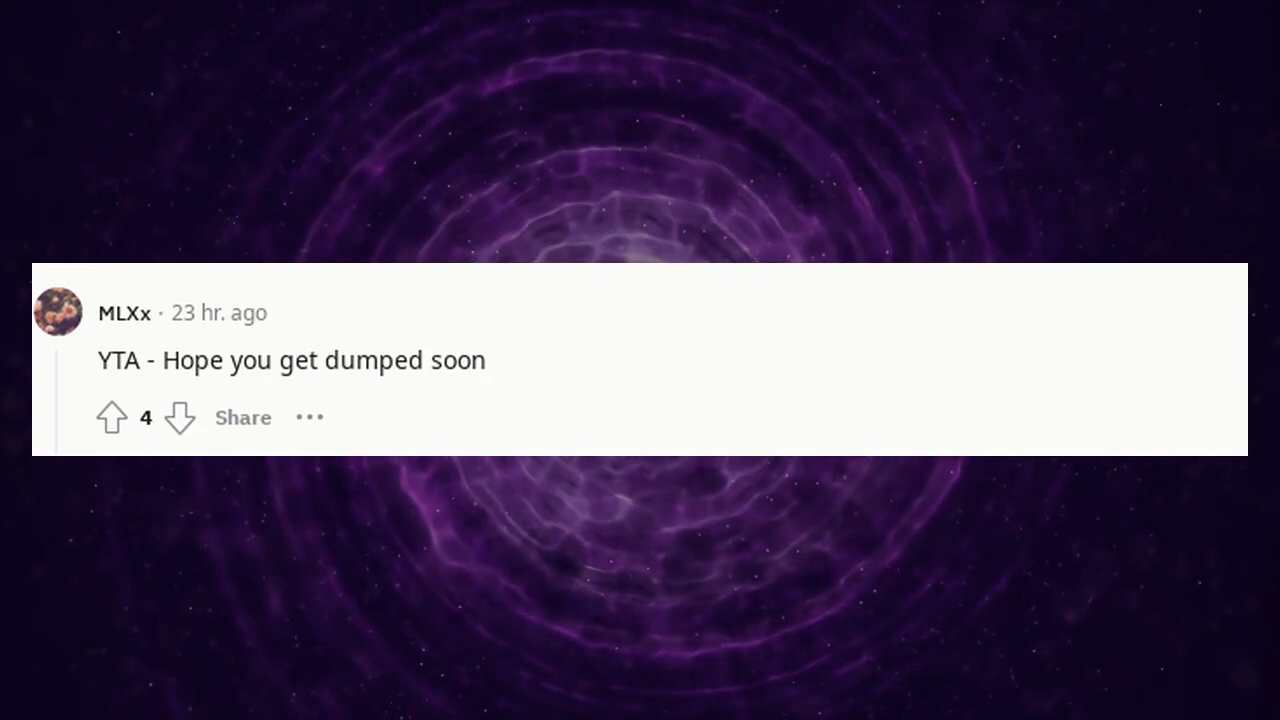 MLXx · 23 hr. ago
YTA - Hope you get dumped soon
4 Share •••